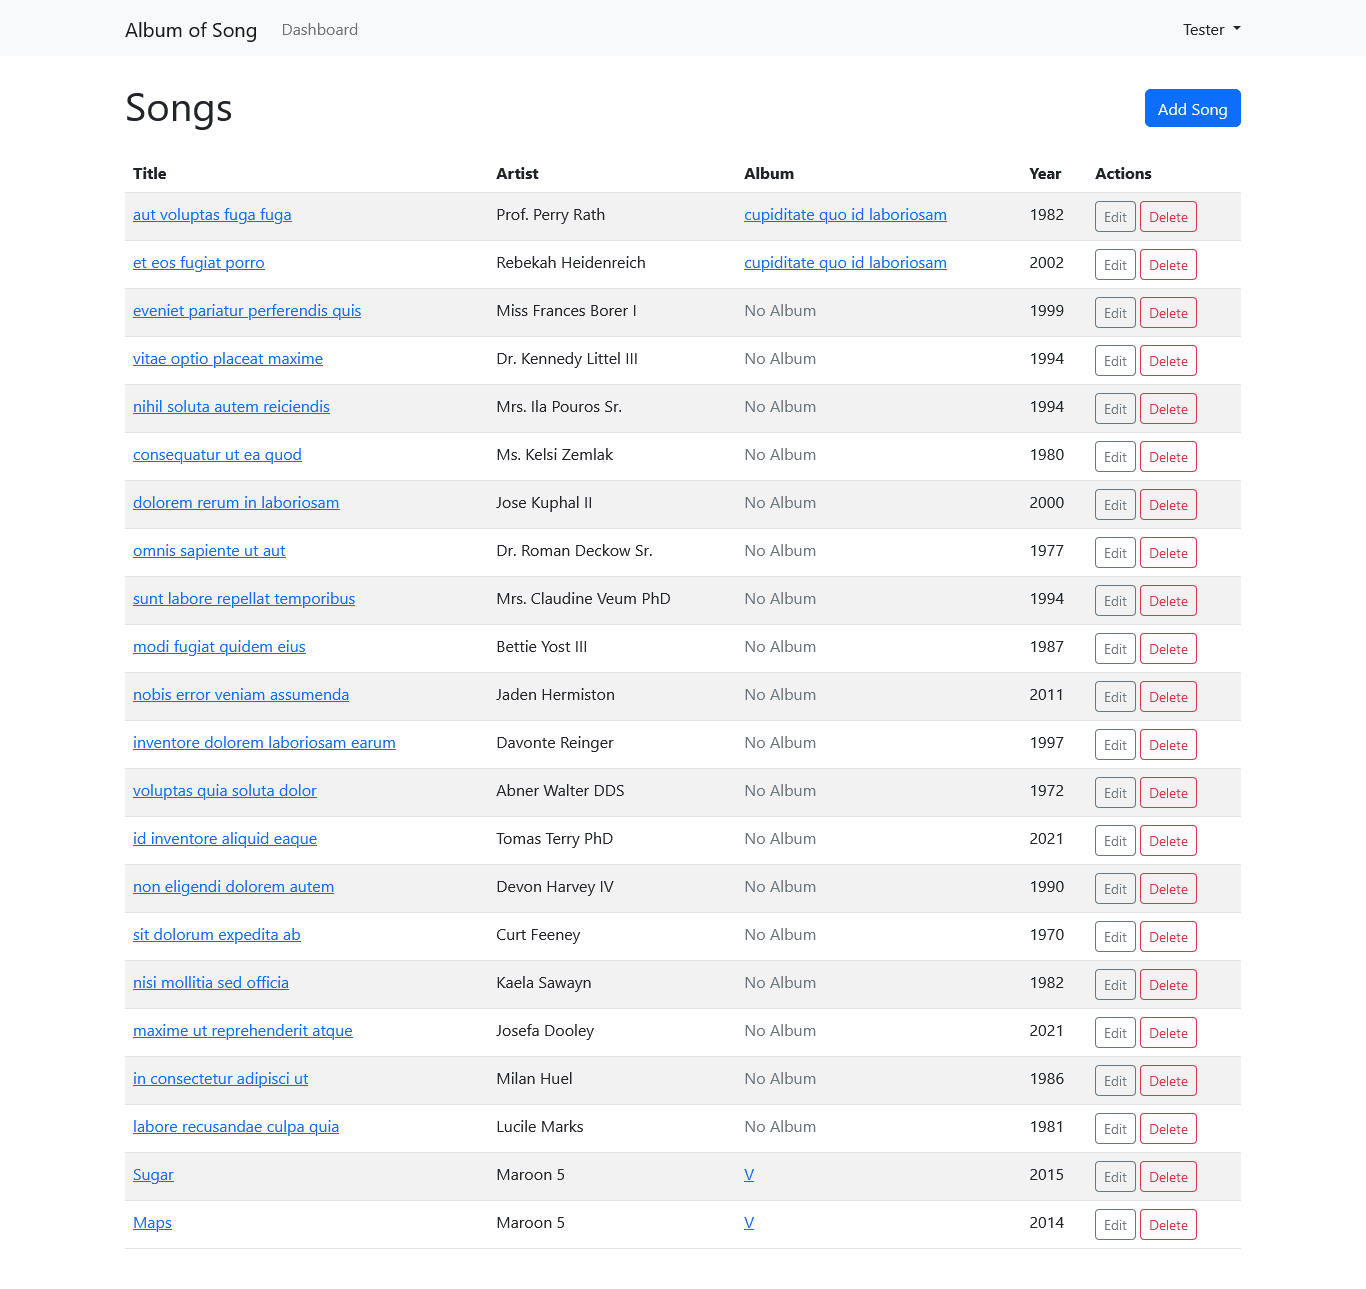 Album of Song Dashboard Tester
Songs Add Song
Title Artist Album Year Actions
aut voluptas fuga fuga Prof. Perry Rath cupiditate quo id laboriosam 1982 Edit Delete
et eos fugiat porro Rebekah Heidenreich cupiditate quo id laboriosam 2002 Edit Delete
eveniet pariatur perferendis quis Miss Frances Borer I No Album 1999 Edit Delete
vitae optio placeat maxime Dr. Kennedy Littel III No Album 1994 Edit Delete
nihil soluta autem reiciendis Mrs. Ila Pouros Sr. No Album 1994 Edit Delete
consequatur ut ea quod Ms. Kelsi Zemlak No Album 1980 Edit Delete
dolorem rerum in laboriosam Jose Kuphal II No Album 2000 Edit Delete
omnis sapiente ut aut Dr. Roman Deckow Sr. No Album 1977 Edit Delete
sunt labore repellat temporibus Mrs. Claudine Veum PhD No Album 1994 Edit Delete
modi fugiat quidem eius Bettie Yost III No Album 1987 Edit Delete
nobis error veniam assumenda Jaden Hermiston No Album 2011 Edit Delete
inventore dolorem laboriosam earum Davonte Reinger No Album 1997 Edit Delete
voluptas quia soluta dolor Abner Walter DDS No Album 1972 Edit Delete
id inventore aliquid eaque Tomas Terry PhD No Album 2021 Edit Delete
non eligendi dolorem autem Devon Harvey IV No Album 1990 Edit Delete
sit dolorum expedita ab Curt Feeney No Album 1970 Edit Delete
nisi mollitia sed officia Kaela Sawayn No Album 1982 Edit Delete
maxime ut reprehenderit atque Josefa Dooley No Album 2021 Edit Delete
in consectetur adipisci ut Milan Huel No Album 1986 Edit Delete
labore recusandae culpa quia Lucile Marks No Album 1981 Edit Delete
Sugar Maroon 5 V 2015 Edit Delete
Maps Maroon 5 V 2014 Edit Delete